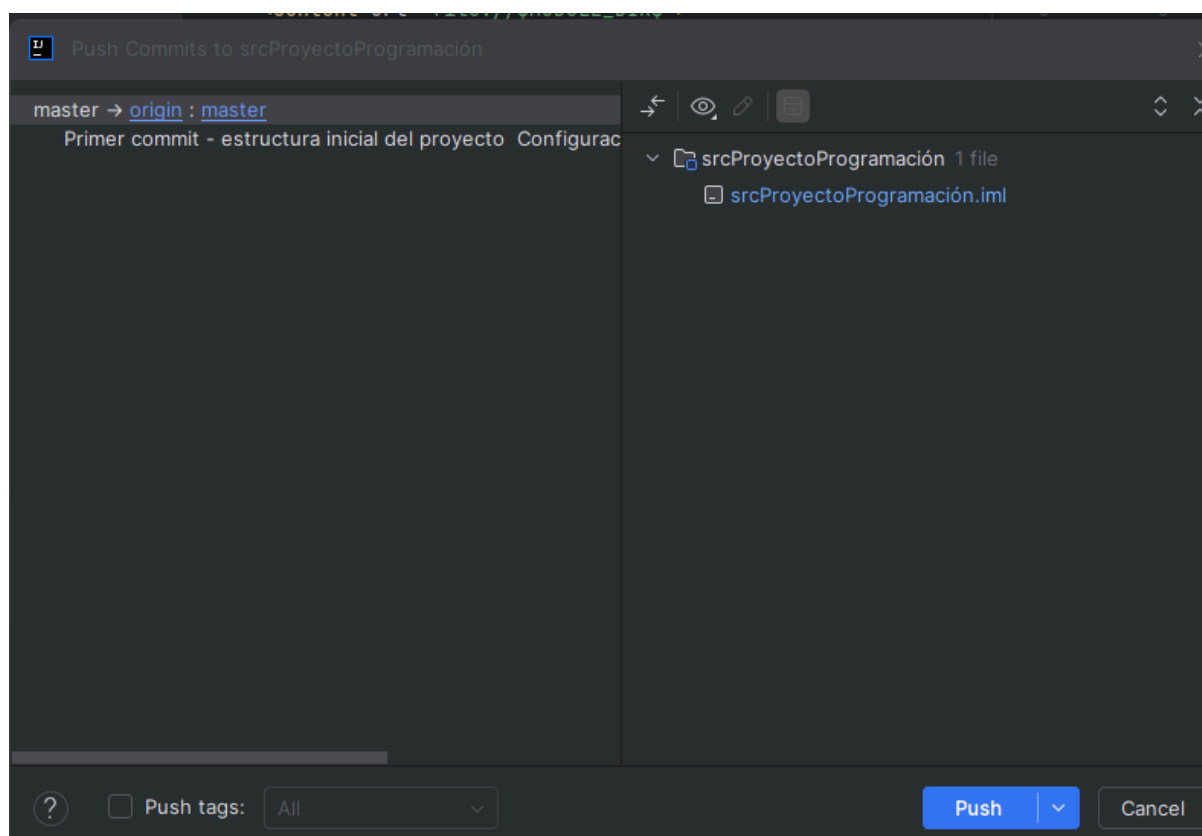 Push Commits to srcProyectoProgramación
master → origin : master
Primer commit - estructura inicial del proyecto Configurac
srcProyectoProgramación 1 file
srcProyectoProgramación.iml
? Push tags: All
Push Cancel